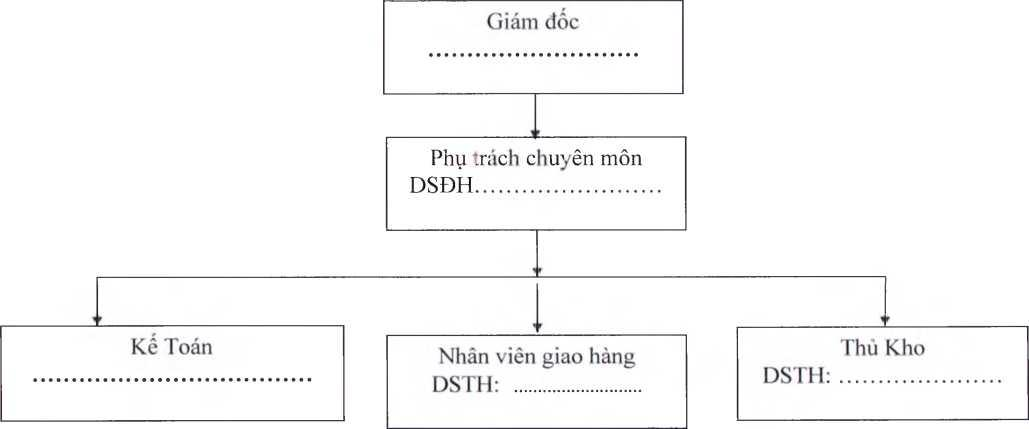 Giám đốc
....................................
Phụ trách chuyên môn
DSĐH........................
Kế Toán
....................................
Nhân viên giao hàng
DSTH: ..........................
Thủ Kho
DSTH: .....................